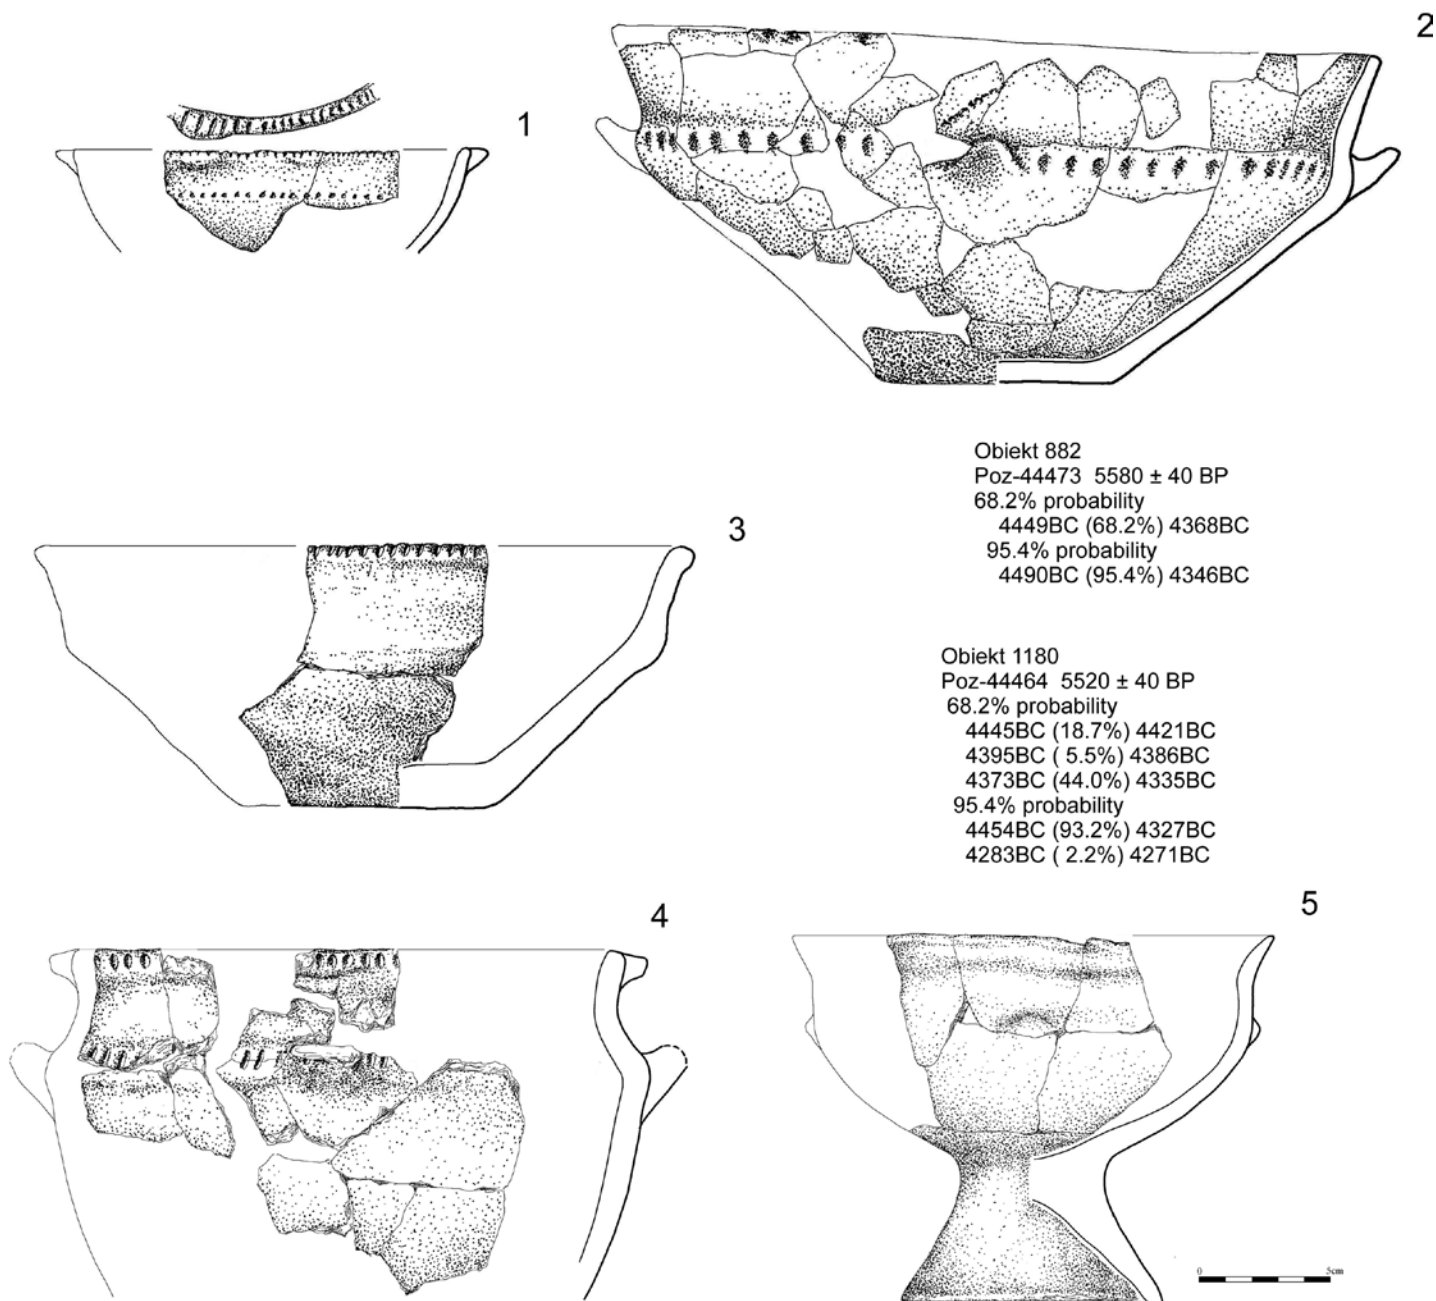 1
2
Obiekt 882
Poz-44473 5580 ± 40 BP
68.2% probability
4449BC (68.2%) 4368BC
95.4% probability
4490BC (95.4%) 4346BC
3
Obiekt 1180
Poz-44464 5520 ± 40 BP
68.2% probability
4445BC (18.7%) 4421BC
4395BC ( 5.5%) 4386BC
4373BC (44.0%) 4335BC
95.4% probability
4454BC (93.2%) 4327BC
4283BC ( 2.2%) 4271BC
4
5
0 5cm